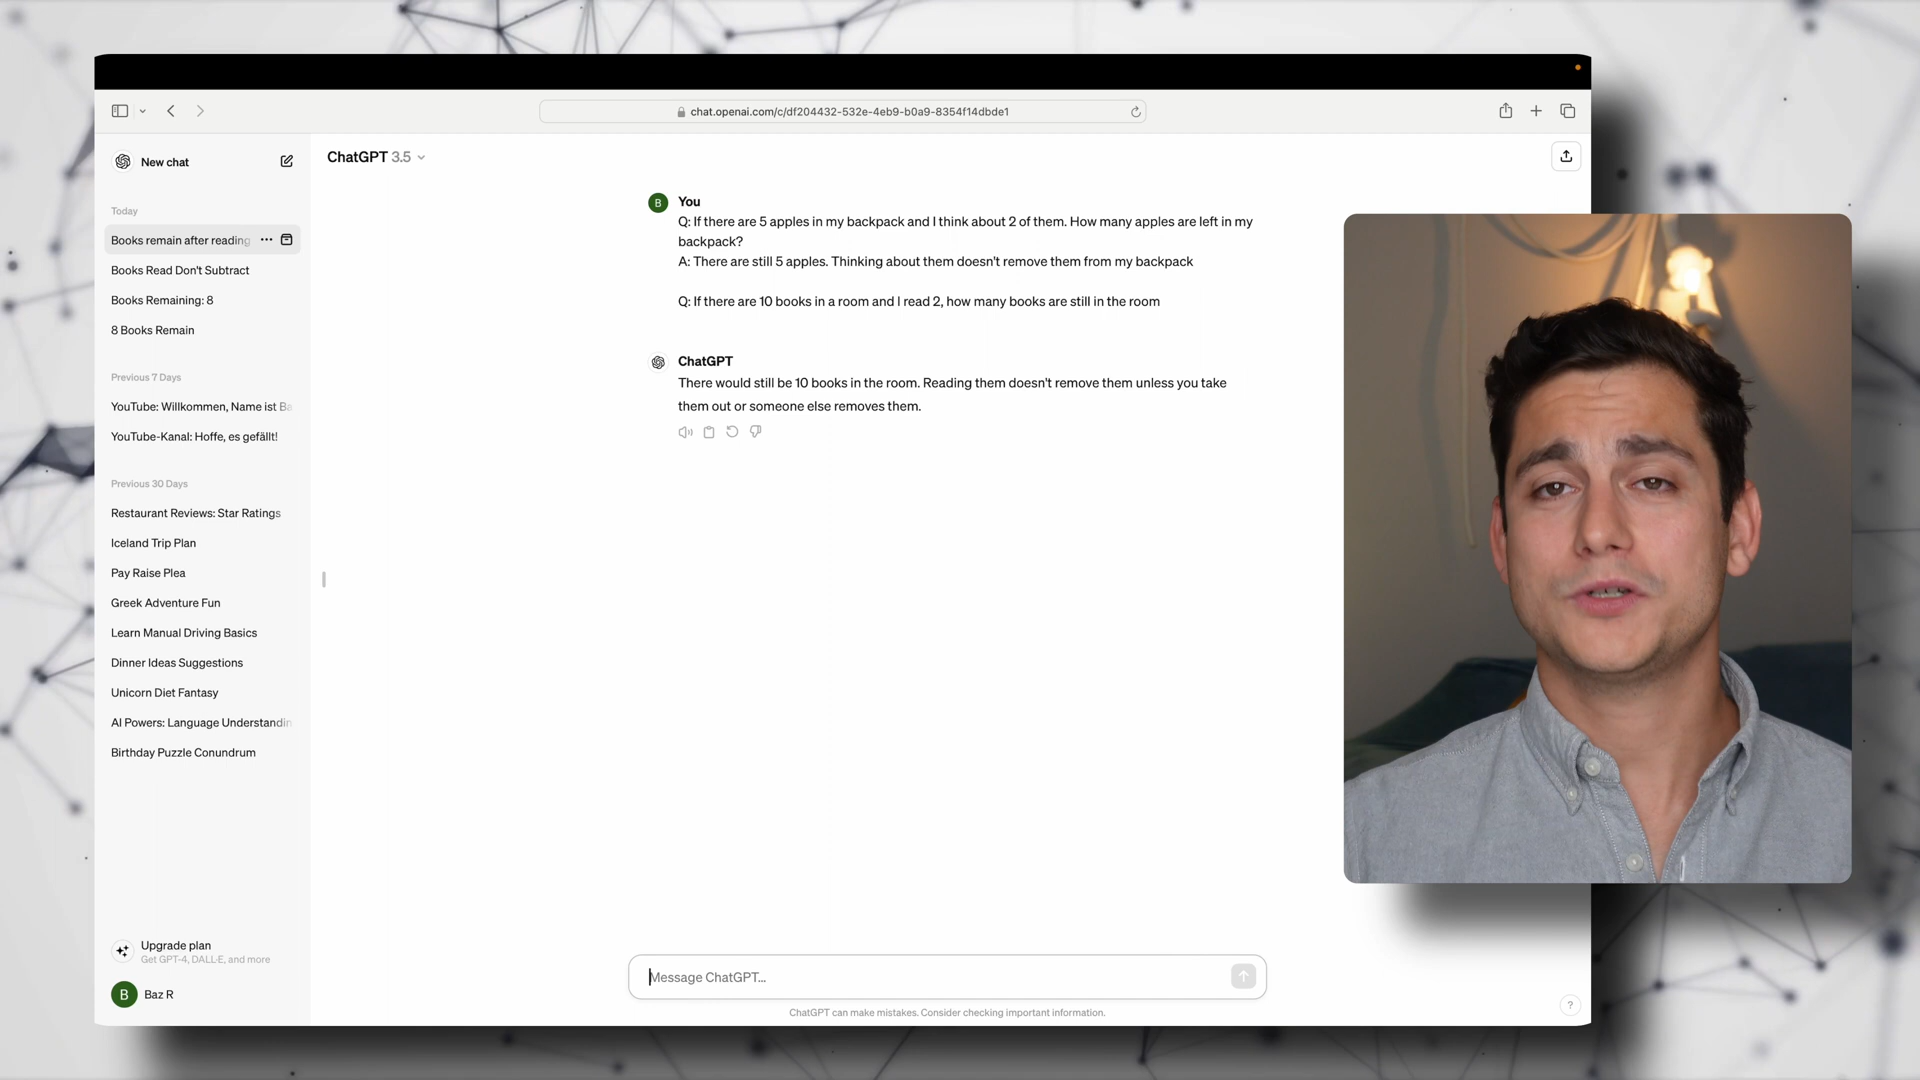 chat.openai.com/c/df204432-532e-4eb9-b0a9-8354f14dbde1
New chat
ChatGPT 3.5
Today
Books remain after reading
Books Read Don't Subtract
Books Remaining: 8
8 Books Remain
Previous 7 Days
YouTube: Willkommen, Name ist Ba
YouTube-Kanal: Hoffe, es gefällt!
Previous 30 Days
Restaurant Reviews: Star Ratings
Iceland Trip Plan
Pay Raise Plea
Greek Adventure Fun
Learn Manual Driving Basics
Dinner Ideas Suggestions
Unicorn Diet Fantasy
AI Powers: Language Understandin
Birthday Puzzle Conundrum
Upgrade plan
Get GPT-4, DALL·E, and more
B
Baz R
B
You
Q: If there are 5 apples in my backpack and I think about 2 of them. How many apples are left in my
backpack?
A: There are still 5 apples. Thinking about them doesn't remove them from my backpack
Q: If there are 10 books in a room and I read 2, how many books are still in the room
ChatGPT
There would still be 10 books in the room. Reading them doesn't remove them unless you take
them out or someone else removes them.
Message ChatGPT...
ChatGPT can make mistakes. Consider checking important information.
?